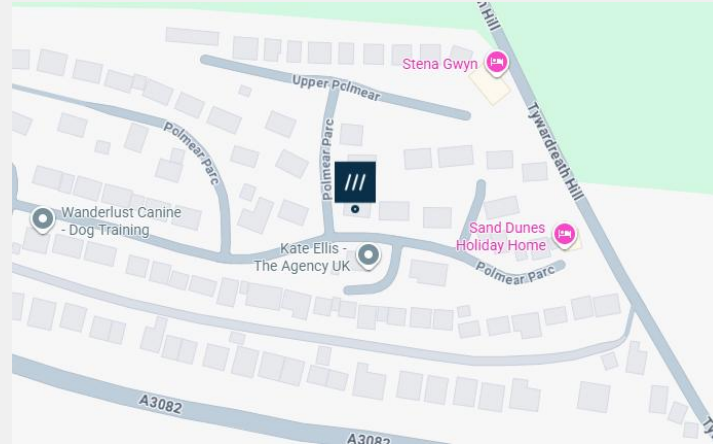 Hill
Stena Gwyn
Upper Polmear
Tywardreath Hill
Polmear Parc
Polmear Parc
///
Wanderlust Canine
- Dog Training
Sand Dunes
Holiday Home
Kate Ellis -
The Agency UK
Polmear Parc
A3082
A3082